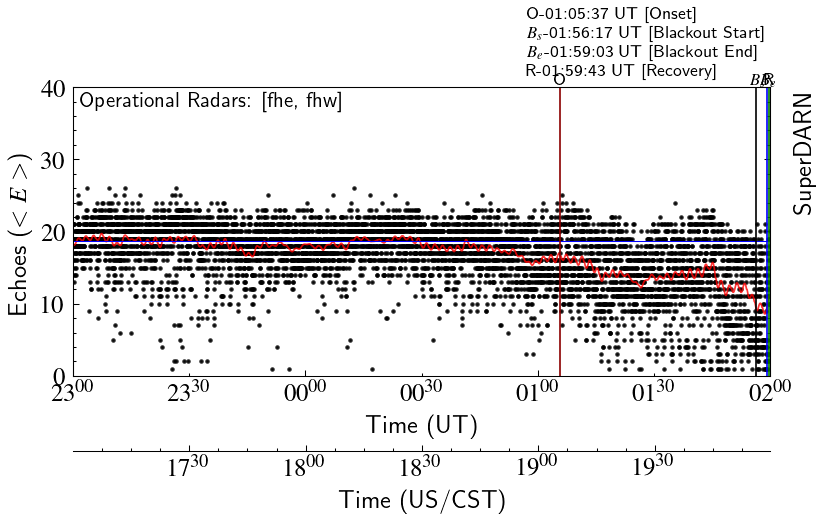 O-01:05:37 UT [Onset]
Bs-01:56:17 UT [Blackout Start]
Be-01:59:03 UT [Blackout End]
R-01:59:43 UT [Recovery]
O
R
Operational Radars: [fhe, fhw]
40
30
20
10
0
Echoes (< E >)
SuperDARN
23^00 23^30 00^00 00^30 01^00 01^30 02^00
Time (UT)
17^30 18^00 18^30 19^00 19^30
Time (US/CST)